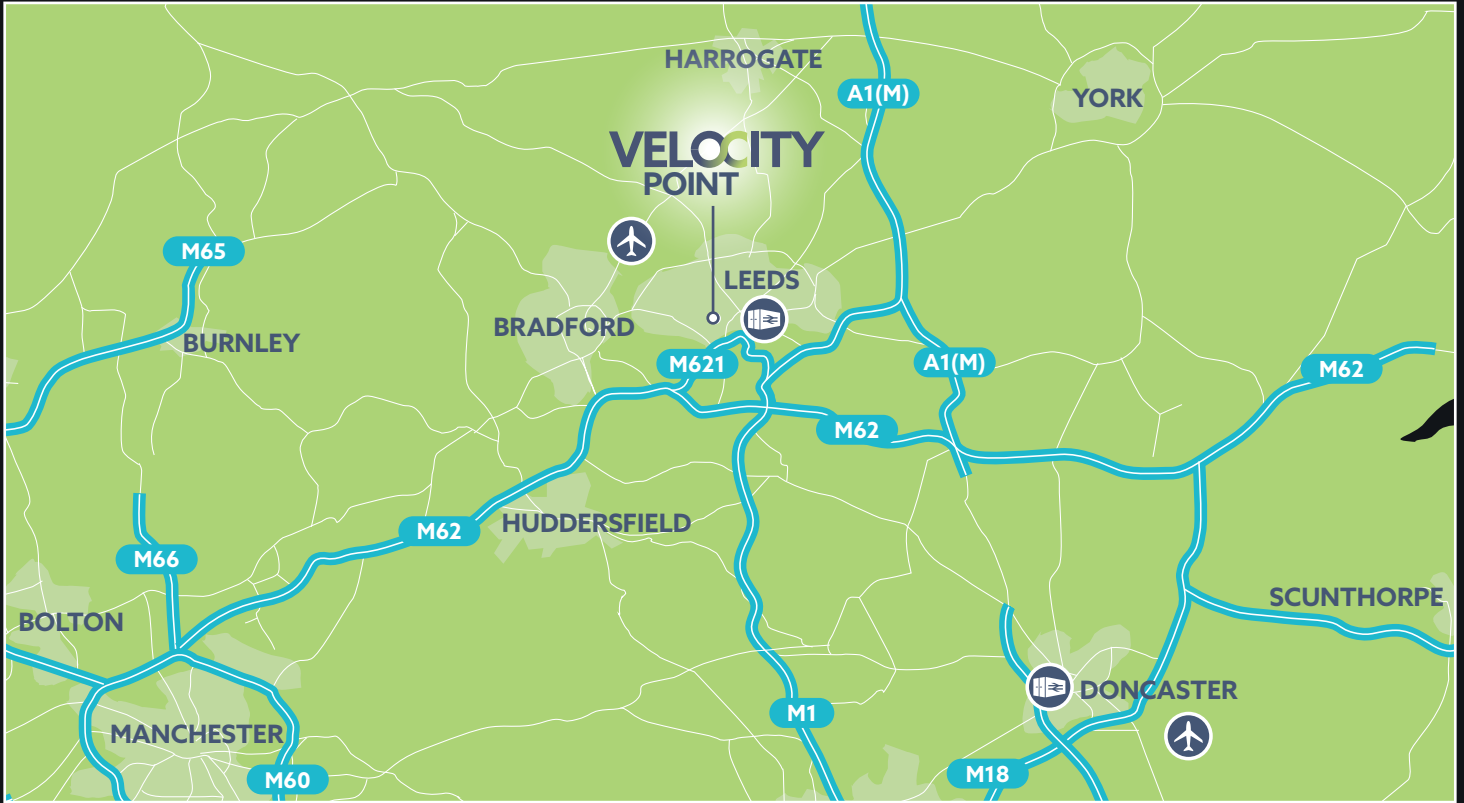 HARROGATE
A1(M)
YORK
VELOCITY
POINT
M65
LEEDS
BURNLEY
BRADFORD
M621
A1(M)
M62
M62
HUDDERSFIELD
M62
M66
SCUNTHORPE
BOLTON
DONCASTER
M1
MANCHESTER
M18
M60